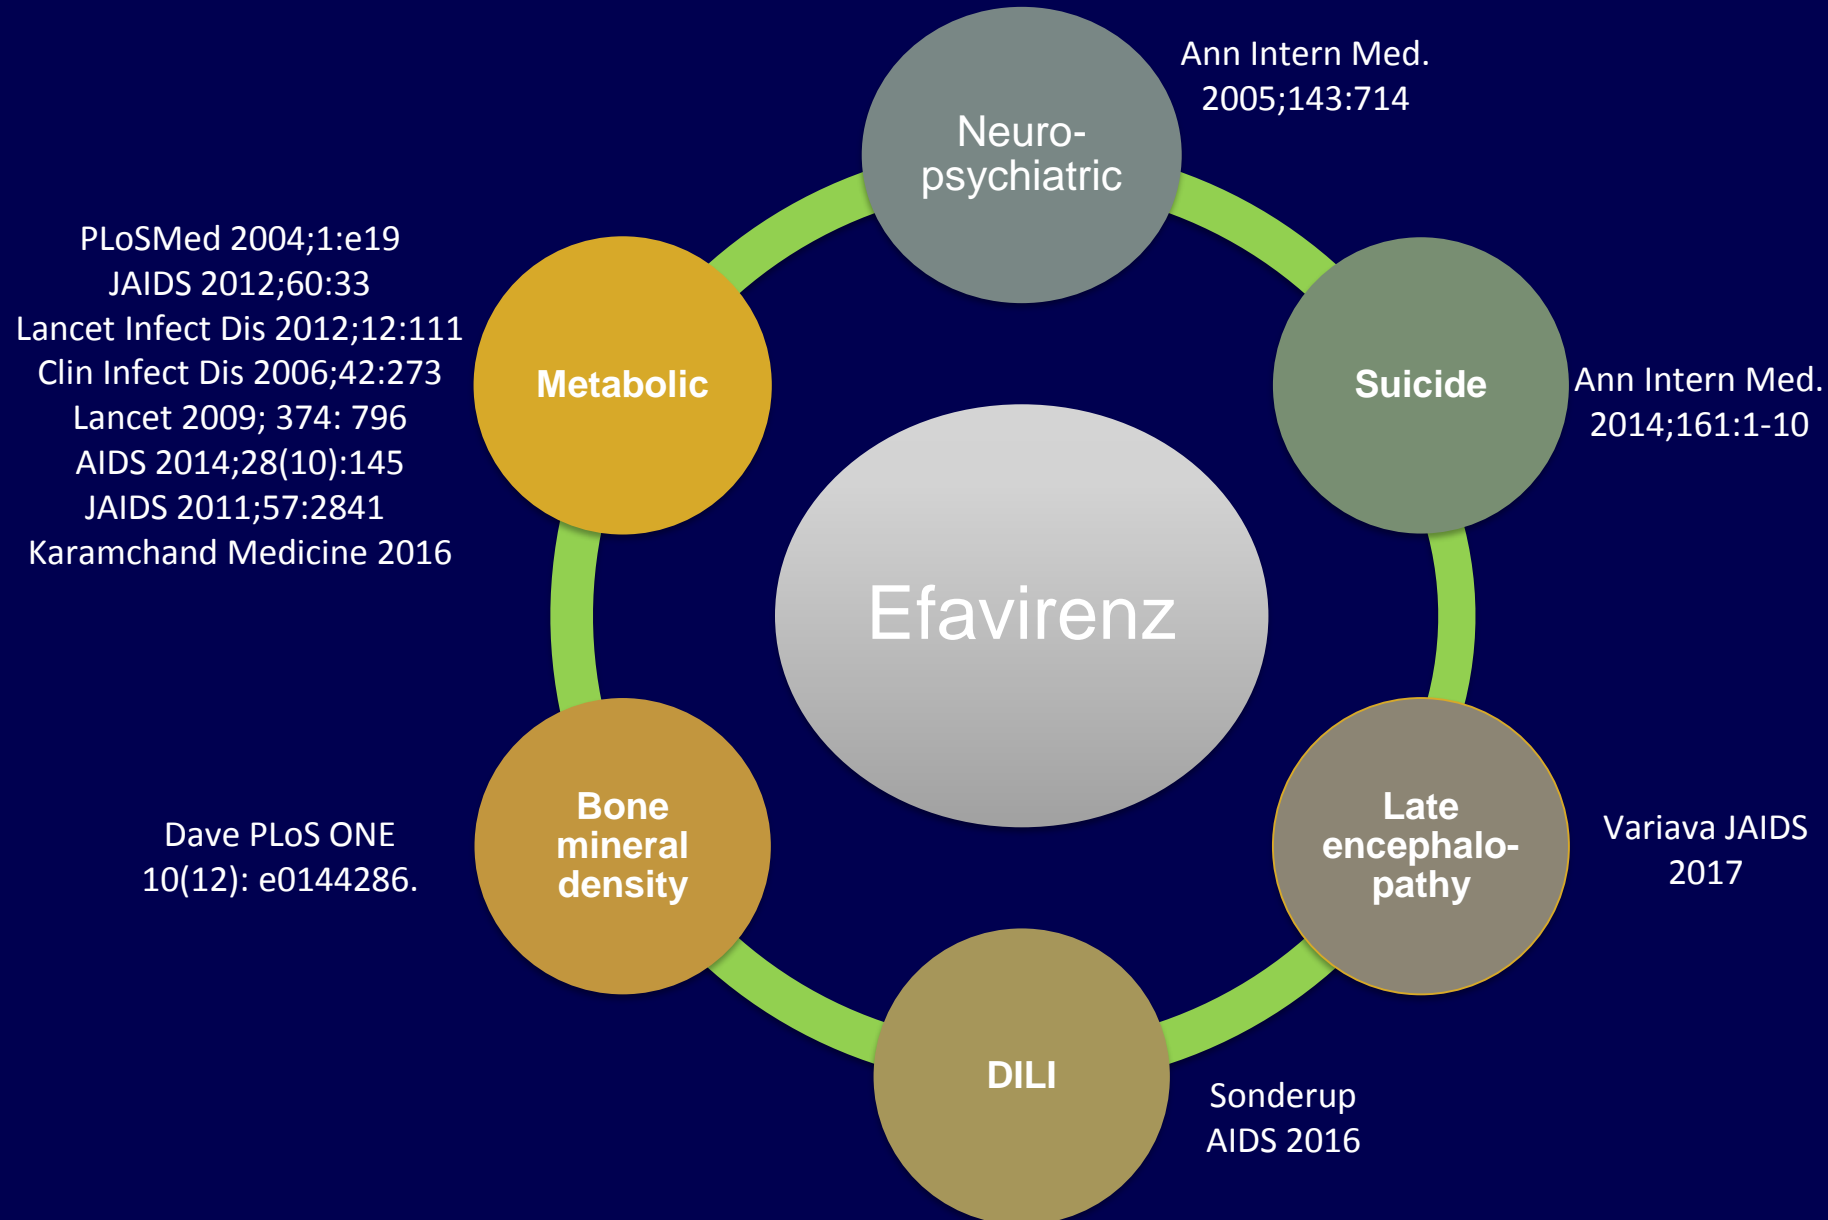 Neuro-
psychiatric
Ann Intern Med.
2005;143:714
Suicide
Ann Intern Med.
2014;161:1-10
Late
encephalo-
pathy
Variava JAIDS
2017
DILI
Sonderup
AIDS 2016
Bone
mineral
density
Dave PLoS ONE
10(12): e0144286.
Metabolic
PLoSMed 2004;1:e19
JAIDS 2012;60:33
Lancet Infect Dis 2012;12:111
Clin Infect Dis 2006;42:273
Lancet 2009; 374: 796
AIDS 2014;28(10):145
JAIDS 2011;57:2841
Karamchand Medicine 2016
Efavirenz